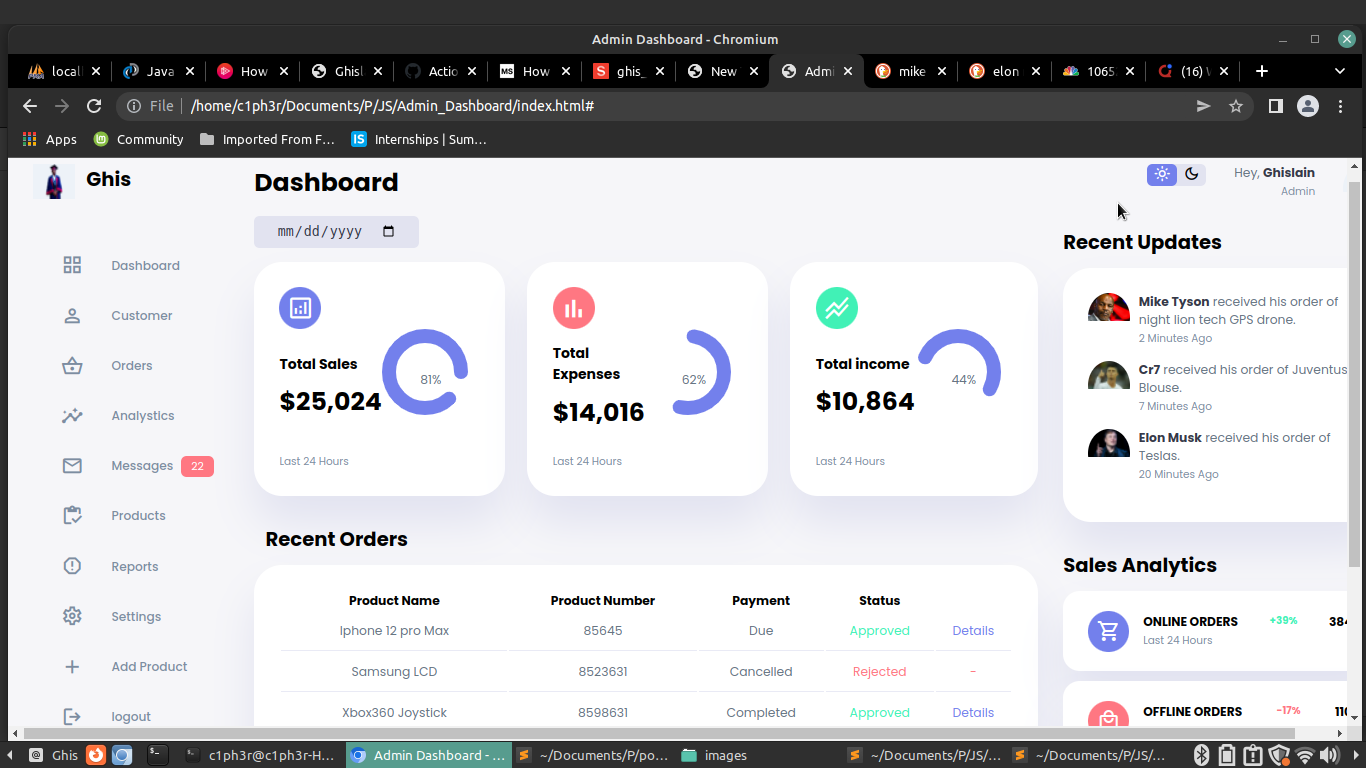 Admin Dashboard - Chromium
local
Java
How
Ghisl
Actio
How
ghis_
New
Admi
mike
elon
1065
(16)
File
/home/c1ph3r/Documents/P/JS/Admin_Dashboard/index.html#
Apps
Community
Imported From F…
Internships | Sum…
Ghis
Dashboard
Customer
Orders
Analystics
Messages 22
Products
Reports
Settings
Add Product
logout
Dashboard
mm/dd/yyyy
Total Sales
$25,024
81%
Last 24 Hours
Total
Expenses
$14,016
62%
Last 24 Hours
Total income
$10,864
44%
Last 24 Hours
Recent Orders
Product Name Product Number Payment Status
Iphone 12 pro Max 85645 Due Approved Details
Samsung LCD 8523631 Cancelled Rejected -
Xbox360 Joystick 8598631 Completed Approved Details
Hey, Ghislain
Admin
Recent Updates
Mike Tyson received his order of
night lion tech GPS drone.
2 Minutes Ago
Cr7 received his order of Juventus
Blouse.
7 Minutes Ago
Elon Musk received his order of
Teslas.
20 Minutes Ago
Sales Analytics
ONLINE ORDERS +39% 384
Last 24 Hours
OFFLINE ORDERS -17% 110
Ghis
c1ph3r@c1ph3r-H…
Admin Dashboard - …
~/Documents/P/po…
images
~/Documents/P/JS/…
~/Documents/P/JS/…